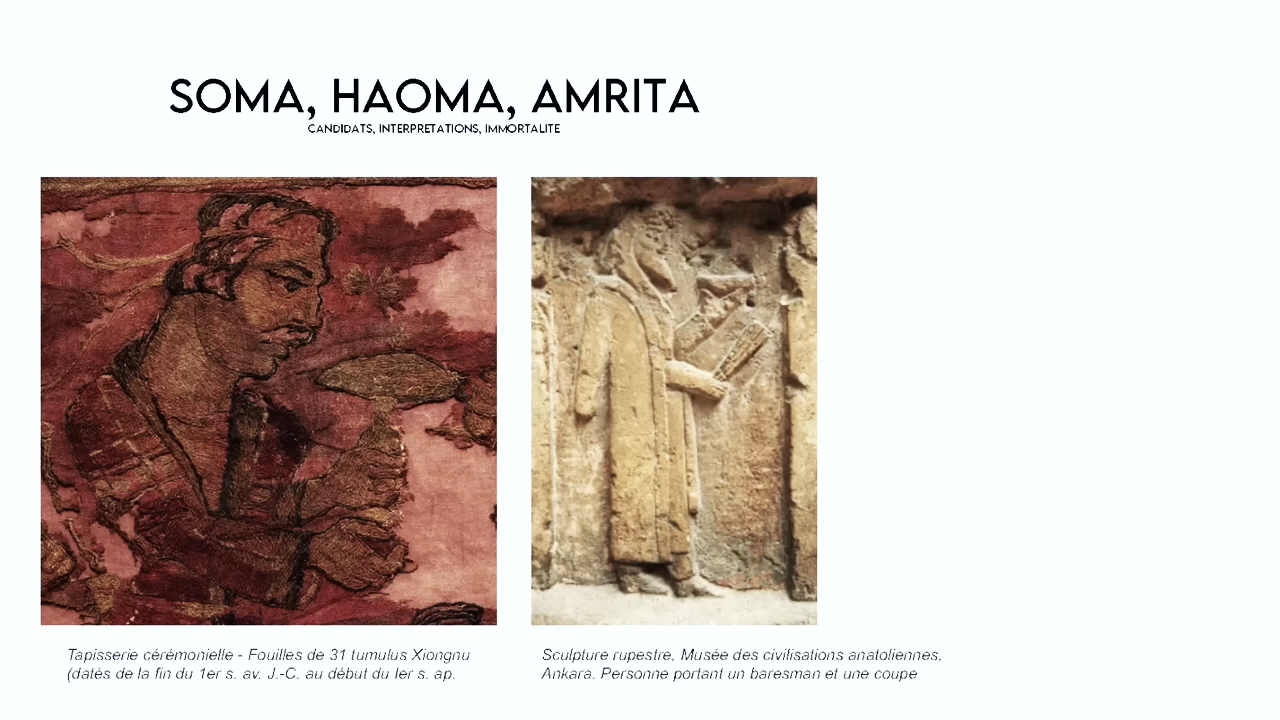 SOMA, HAOMA, AMRITA
CANDIDATS, INTERPRETATIONS, IMMORTALITE
Tapisserie cérémonielle - Fouilles de 31 tumulus Xiongnu
(datés de la fin du 1er s. av. J.-C. au début du Ier s. ap.
Sculpture rupestre, Musée des civilisations anatoliennes,
Ankara. Personne portant un baresman et une coupe